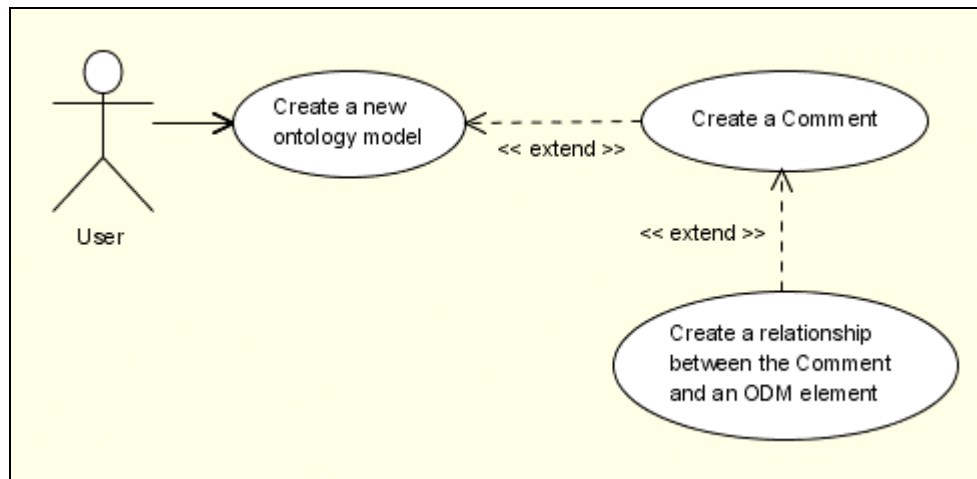 Create a new
ontology model
Create a Comment
<< extend >>
User
<< extend >>
Create a relationship
between the Comment
and an ODM element